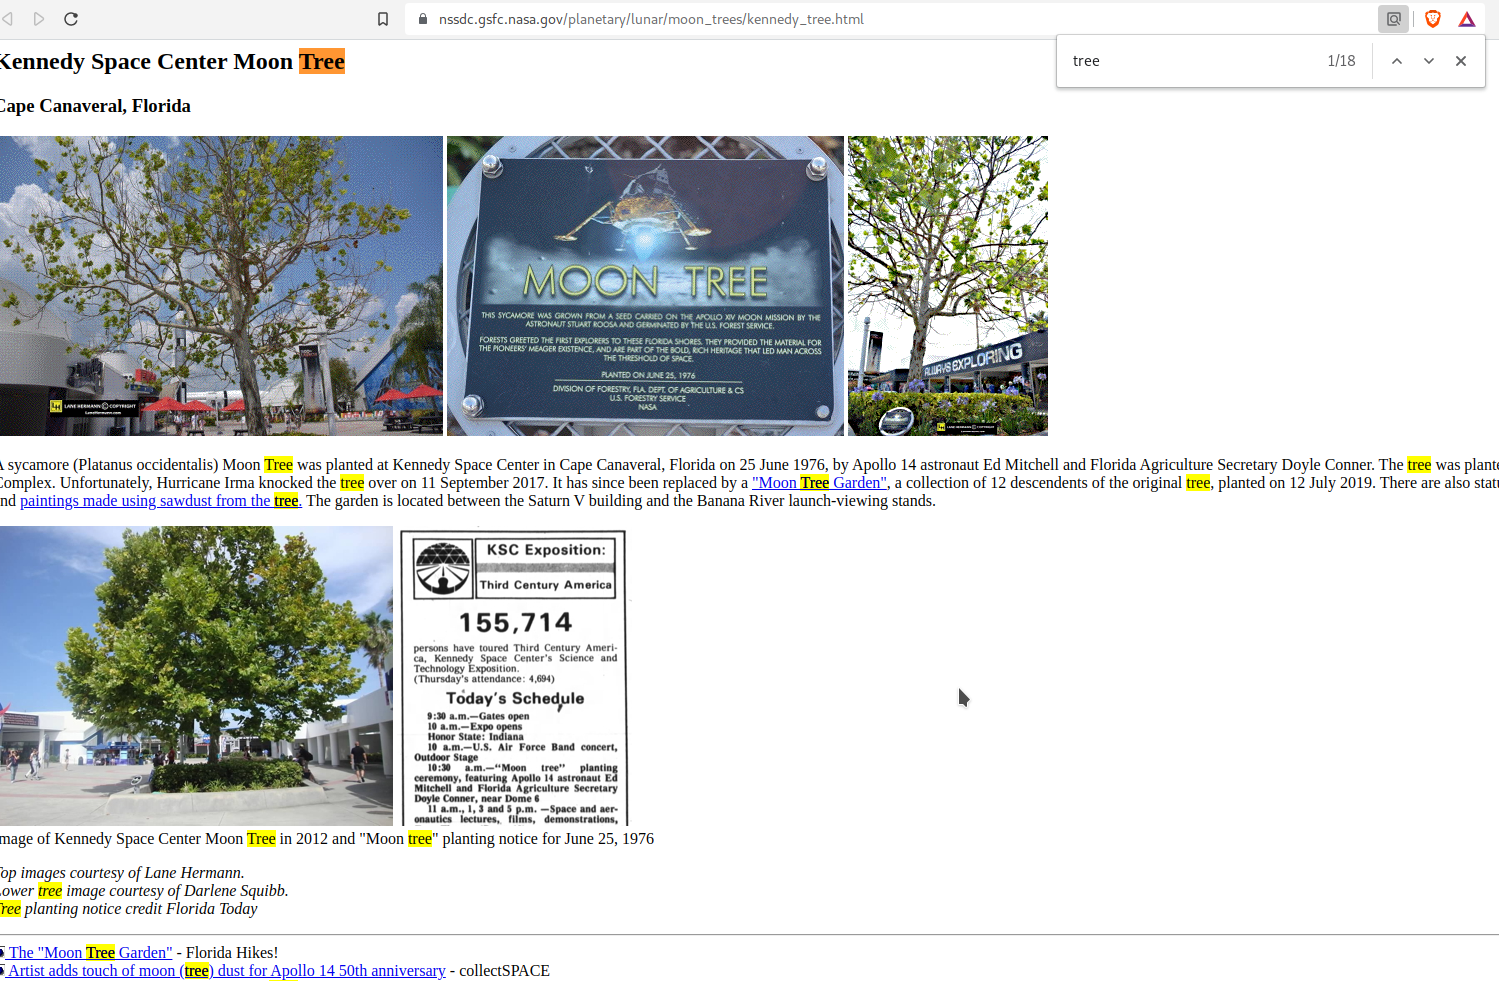 nssdc.gsfc.nasa.gov/planetary/lunar/moon_trees/kennedy_tree.html
tree 1/18
Kennedy Space Center Moon Tree
Cape Canaveral, Florida
LANE HERMANN © COPYRIGHT
LaneHermann.com
MOON TREE
THIS SYCAMORE WAS GROWN FROM A SEED CARRIED ON THE APOLLO XIV MOON MISSION BY THE
ASTRONAUT STUART ROOSA AND GERMINATED BY THE U.S. FOREST SERVICE.
FORESTS GREETED THE FIRST EXPLORERS TO THESE FLORIDA SHORES. THEY PROVIDED THE MATERIAL FOR
THE PIONEERS' MEAGER EXISTENCE, AND ARE PART OF THE BOLD, RICH HERITAGE THAT LED MAN ACROSS
THE THRESHOLD OF SPACE.
PLANTED ON JUNE 25, 1976
DIVISION OF FORESTRY, FLA. DEPT. OF AGRICULTURE & CS
U.S. FORESTRY SERVICE
NASA
ALWAYS EXPLORING
A sycamore (Platanus occidentalis) Moon Tree was planted at Kennedy Space Center in Cape Canaveral, Florida on 25 June 1976, by Apollo 14 astronaut Ed Mitchell and Florida Agriculture Secretary Doyle Conner. The tree was plante
Complex. Unfortunately, Hurricane Irma knocked the tree over on 11 September 2017. It has since been replaced by a "Moon Tree Garden", a collection of 12 descendents of the original tree, planted on 12 July 2019. There are also statu
nd paintings made using sawdust from the tree. The garden is located between the Saturn V building and the Banana River launch-viewing stands.
KSC Exposition:
Third Century America
155,714
persons have toured Third Century Ameri-
ca, Kennedy Space Center's Science and
Technology Exposition.
(Thursday's attendance: 4,694)
Today's Schedule
9:30 a.m.—Gates open
10 a.m.—Expo opens
Honor State: Indiana
10 a.m.—U.S. Air Force Band concert,
Outdoor Stage
10:30 a.m.—"Moon tree" planting
ceremony, featuring Apollo 14 astronaut Ed
Mitchell and Florida Agriculture Secretary
Doyle Conner, near Dome 6
11 a.m., 1, 3 and 5 p.m. —Space and aer-
onautics lectures, films, demonstrations,
mage of Kennedy Space Center Moon Tree in 2012 and "Moon tree" planting notice for June 25, 1976
Top images courtesy of Lane Hermann.
Lower tree image courtesy of Darlene Squibb.
Tree planting notice credit Florida Today
The "Moon Tree Garden" - Florida Hikes!
Artist adds touch of moon (tree) dust for Apollo 14 50th anniversary - collectSPACE